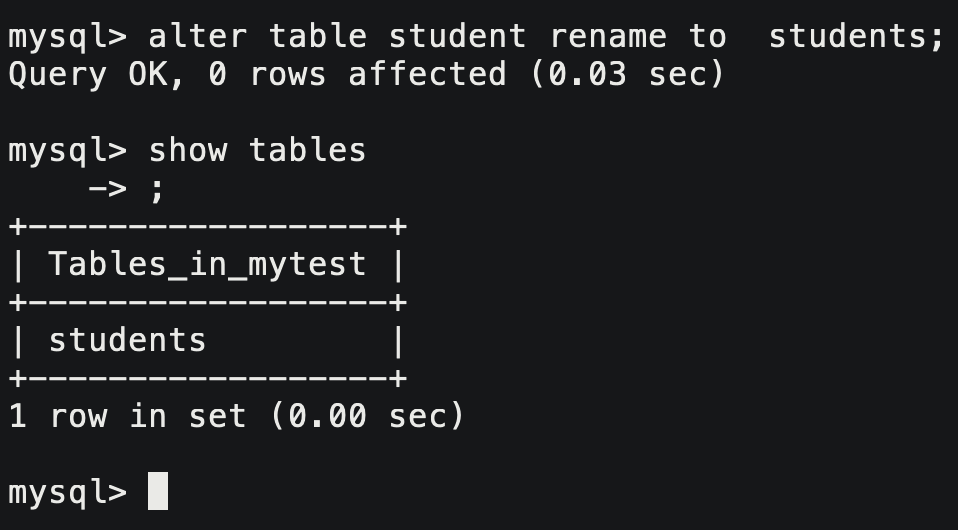 mysql> alter table student rename to  students;
Query OK, 0 rows affected (0.03 sec)

mysql> show tables
    -> ;
+------------------+
| Tables_in_mytest |
+------------------+
| students         |
+------------------+
1 row in set (0.00 sec)

mysql>